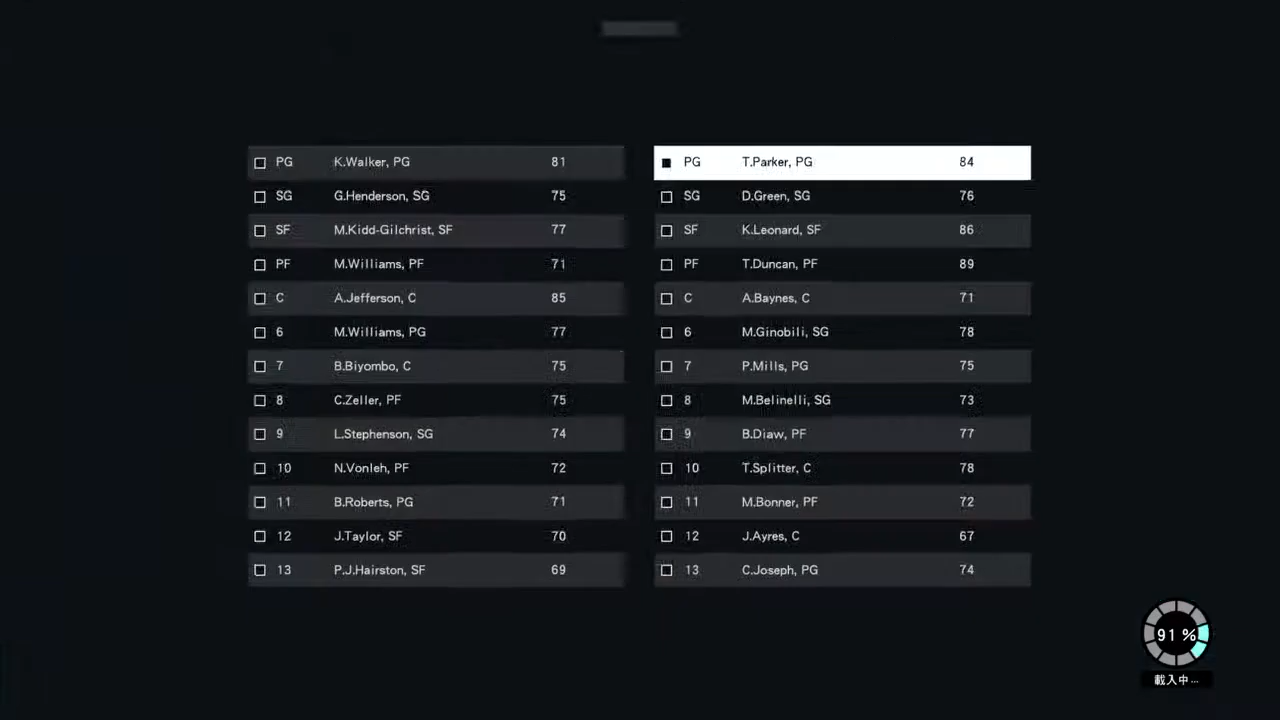 PG K.Walker, PG 81
SG G.Henderson, SG 75
SF M.Kidd-Gilchrist, SF 77
PF M.Williams, PF 71
C A.Jefferson, C 85
6 M.Williams, PG 77
7 B.Biyombo, C 75
8 C.Zeller, PF 75
9 L.Stephenson, SG 74
10 N.Vonleh, PF 72
11 B.Roberts, PG 71
12 J.Taylor, SF 70
13 P.J.Hairston, SF 69
PG T.Parker, PG 84
SG D.Green, SG 76
SF K.Leonard, SF 86
PF T.Duncan, PF 89
C A.Baynes, C 71
6 M.Ginobili, SG 78
7 P.Mills, PG 75
8 M.Belinelli, SG 73
9 B.Diaw, PF 77
10 T.Splitter, C 78
11 M.Bonner, PF 72
12 J.Ayres, C 67
13 C.Joseph, PG 74
91 %
載入中...